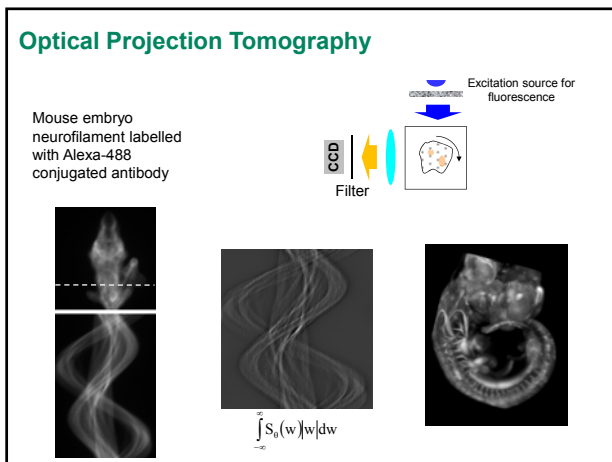 Optical Projection Tomography
Excitation source for
fluorescence
Mouse embryo
neurofilament labelled
with Alexa-488
conjugated antibody
CCD
Filter
∫_{-∞}^{∞} S_θ(w)|w|dw